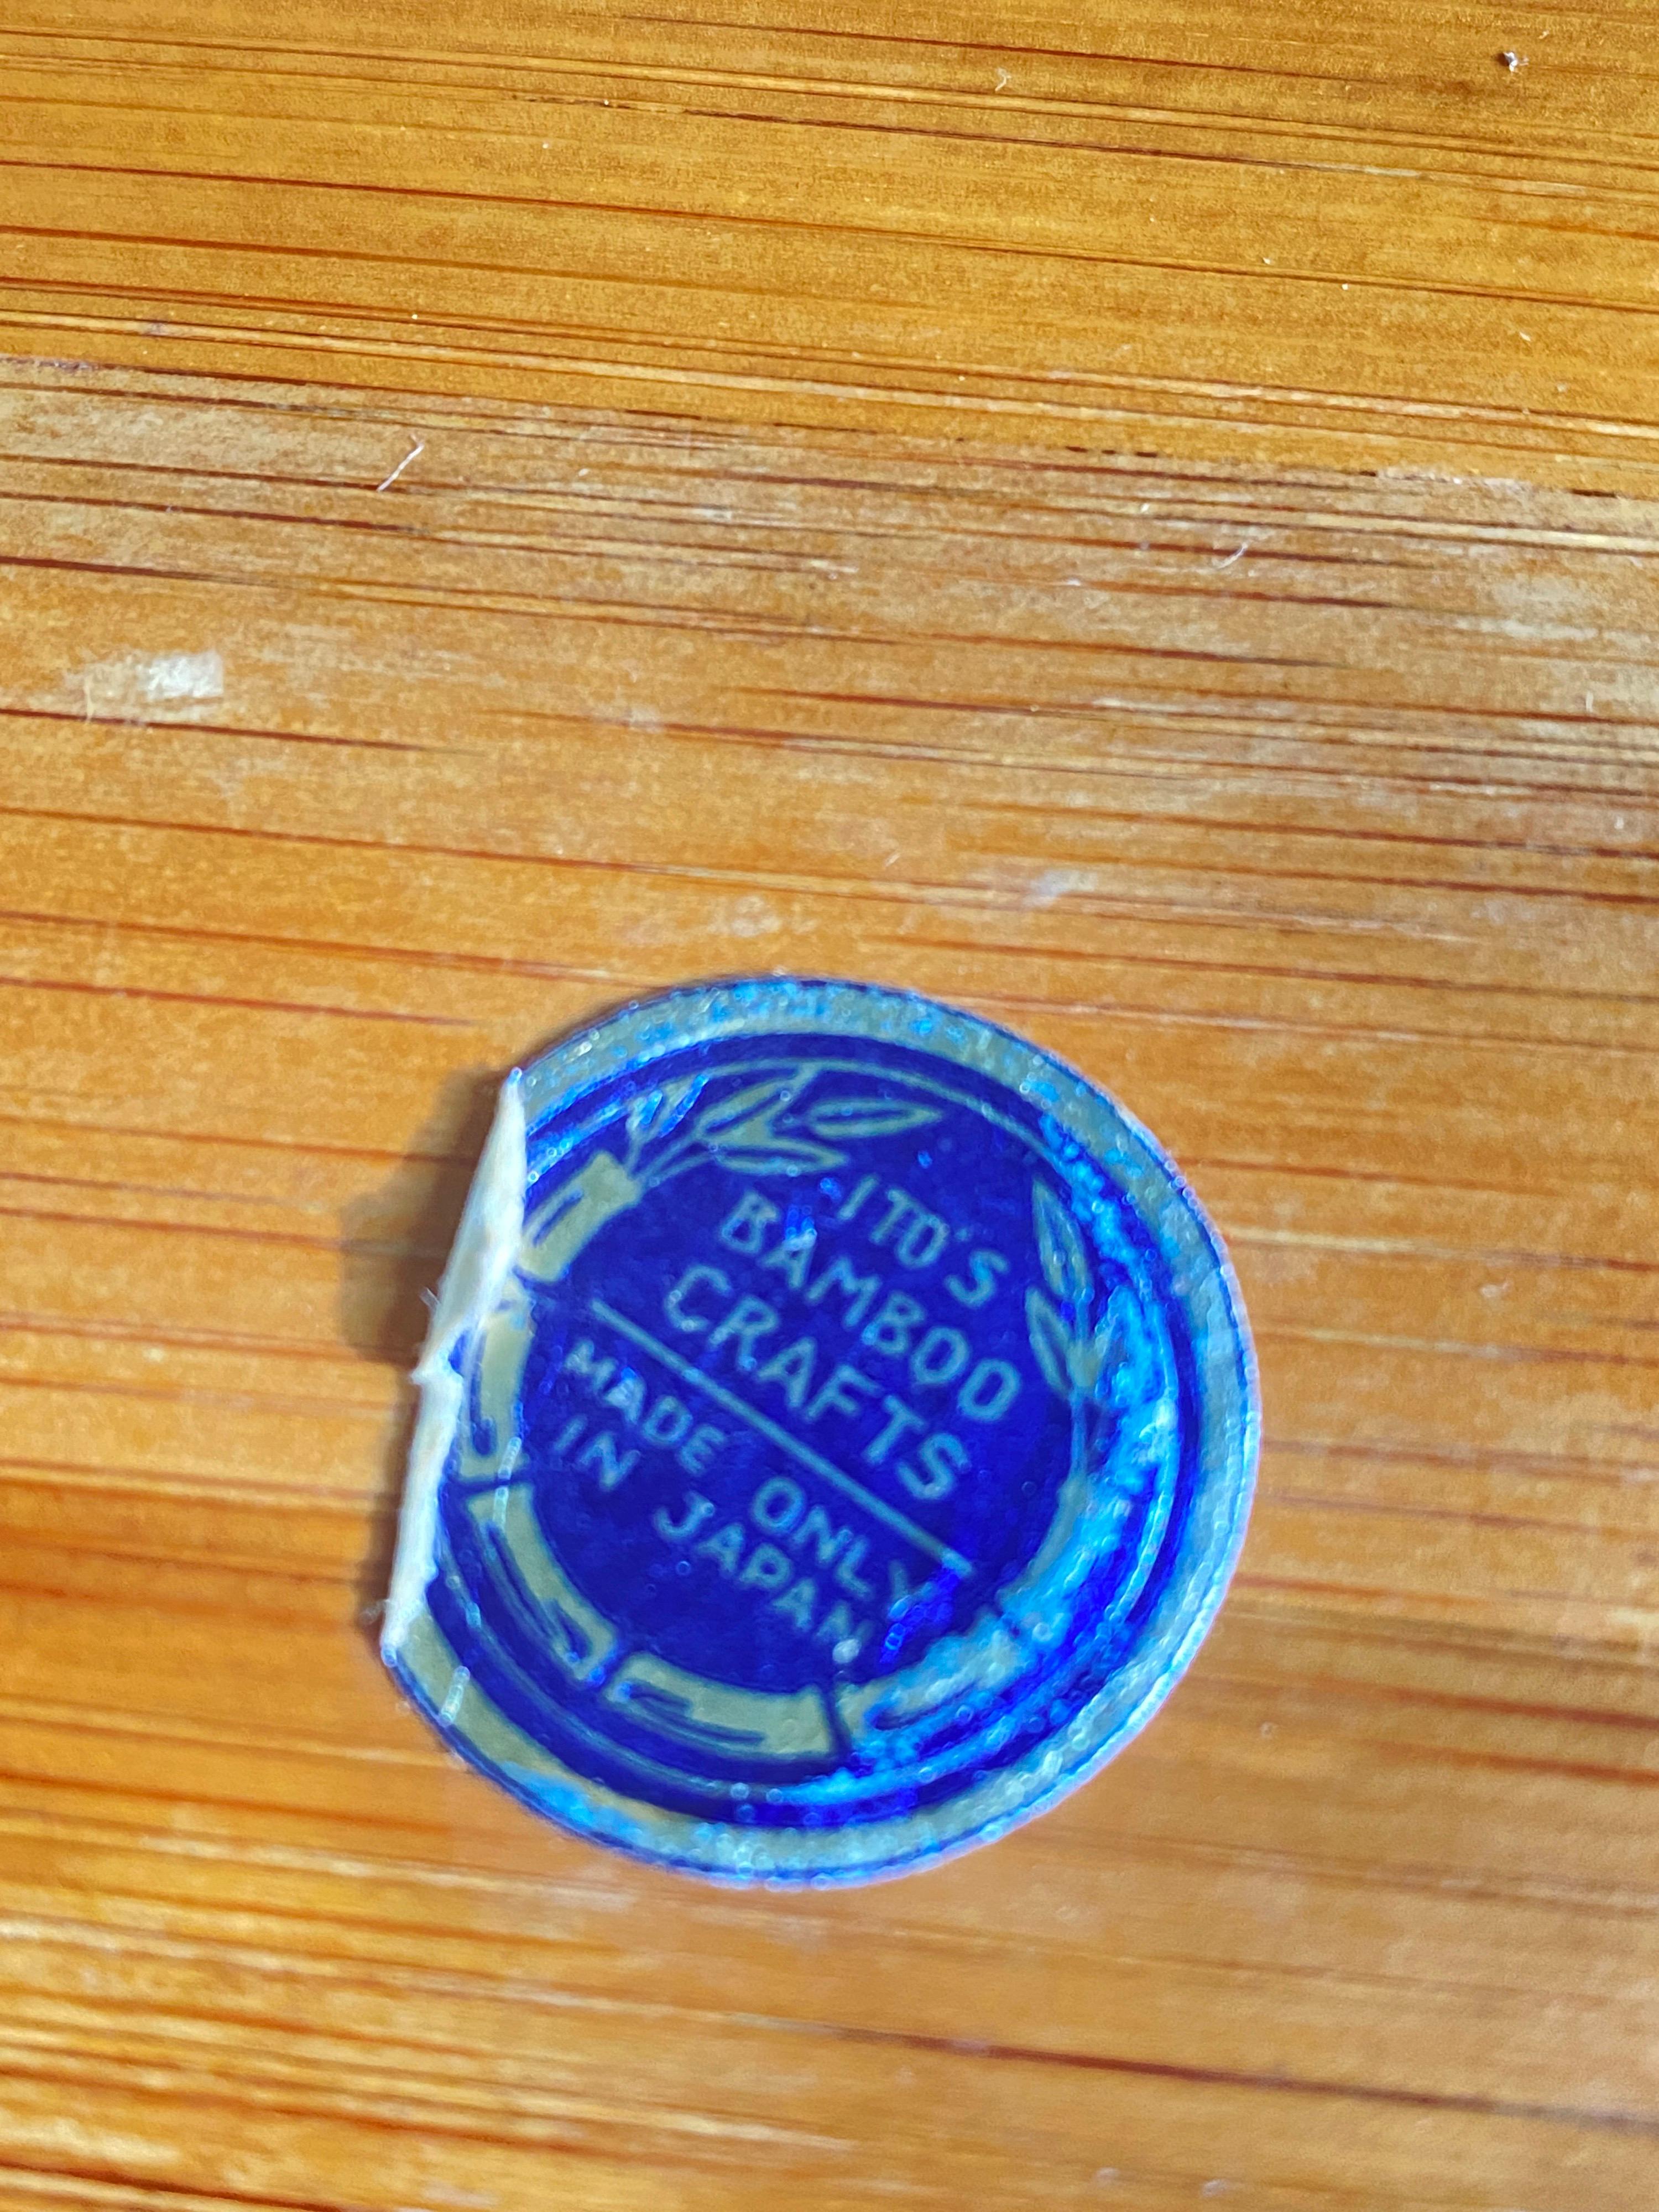 ITO'S
BAMBOO
CRAFTS
MADE ONLY
IN JAPAN